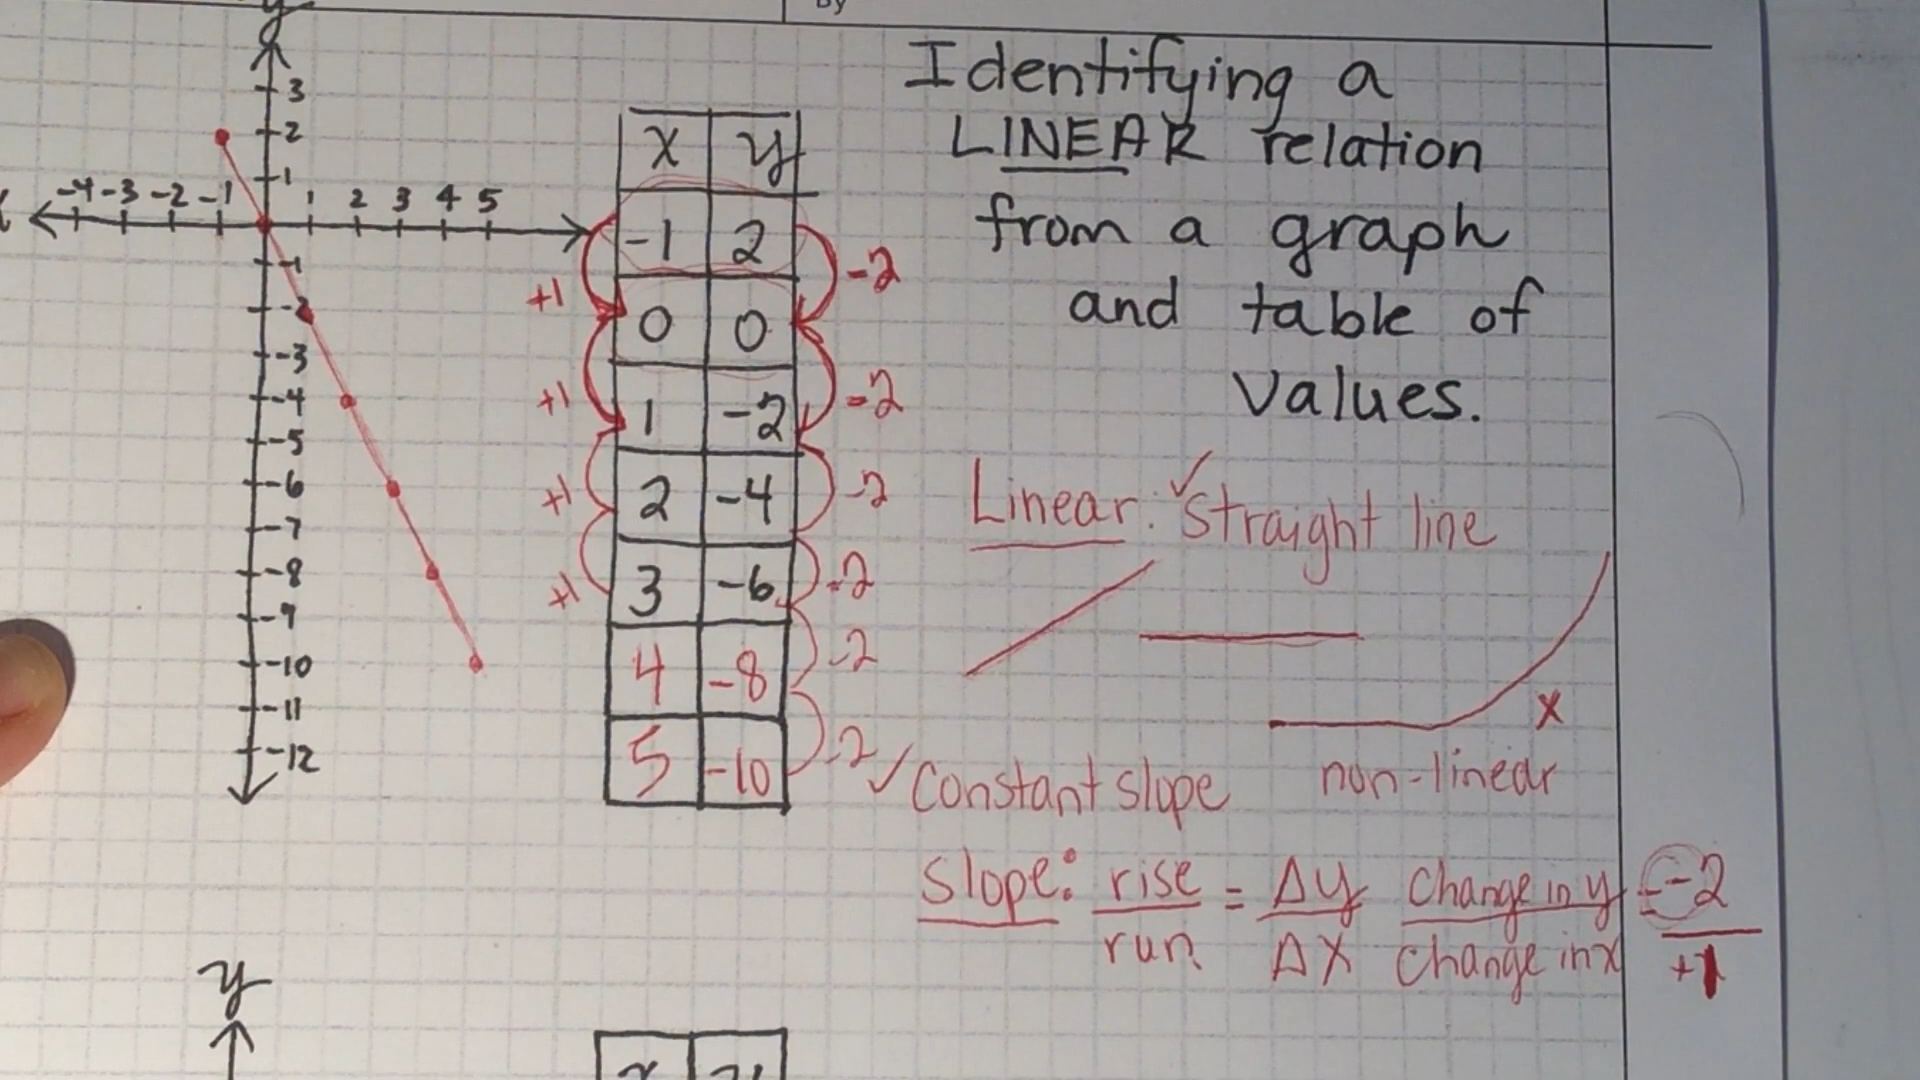 By
y
3
2
1
-4 -3 -2 -1 1 2 3 4 5
-1
-2
-3
-4
-5
-6
-7
-8
-9
-10
-11
-12
x y
-1 2
0 0
1 -2
2 -4
3 -6
4 -8
5 -10
+1
+1
+1
+1
-2
-2
-2
-2
-2
-2
Identifying a
LINEAR relation
from a graph
and table of
values.
Linear: ✓straight line
x
non-linear
✓Constant slope
Slope: rise = Δy change in y = -2
run ΔX change in x +1
y
x y